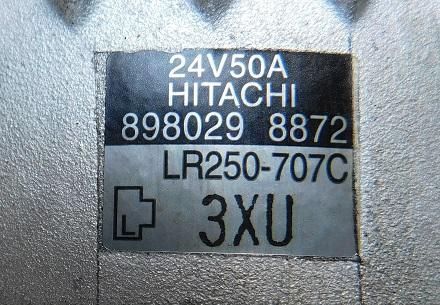 24V50A
HITACHI
898029 8872
LR250-707C
L 3XU